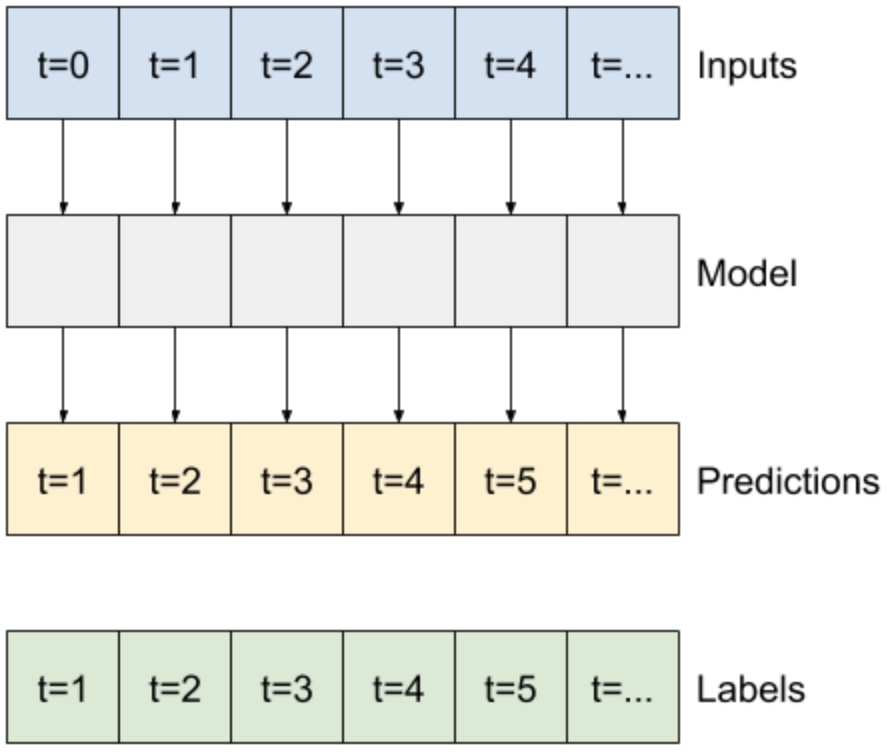 t=0 t=1 t=2 t=3 t=4 t=... Inputs
Model
t=1 t=2 t=3 t=4 t=5 t=... Predictions
t=1 t=2 t=3 t=4 t=5 t=... Labels